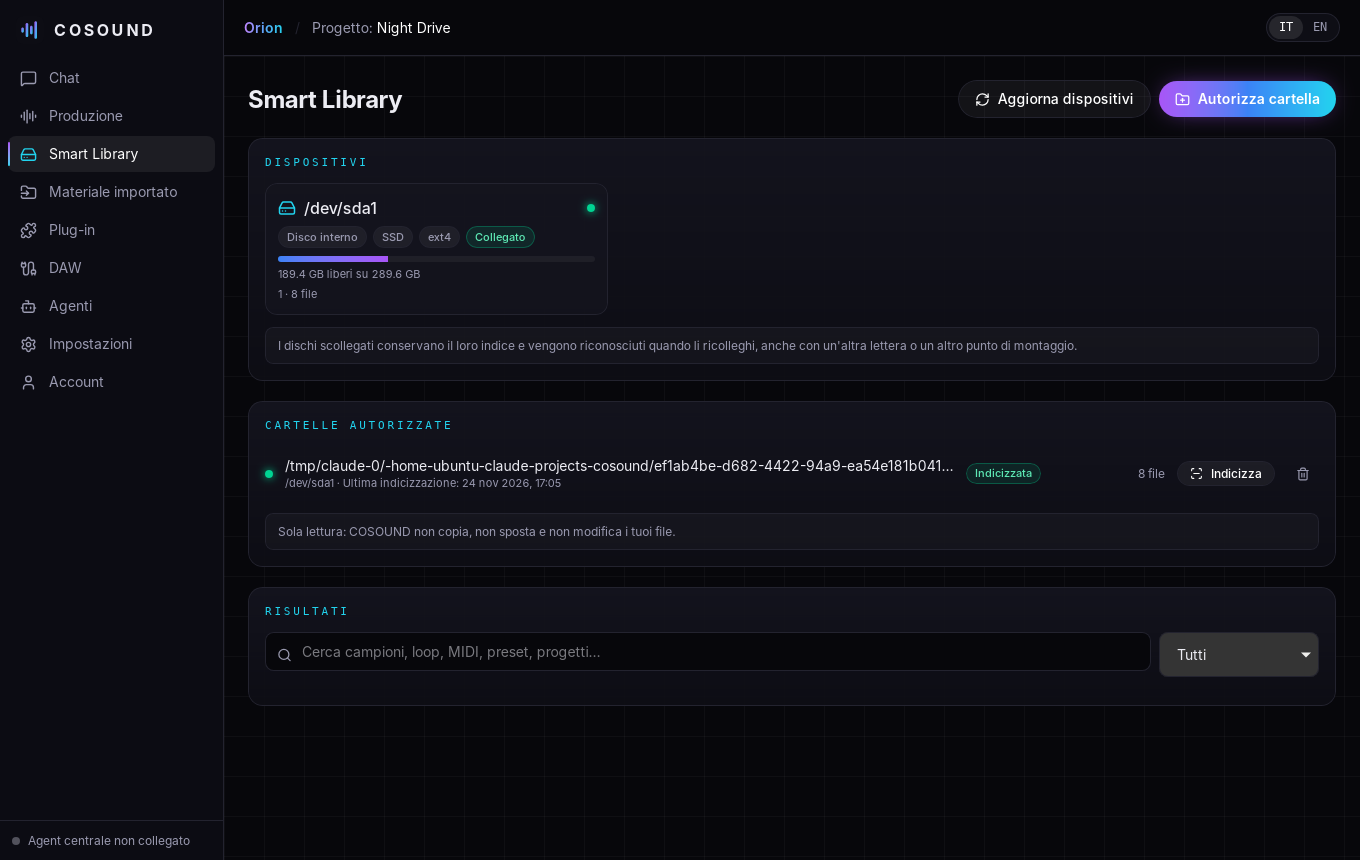 COSOUND
Chat
Produzione
Smart Library
Materiale importato
Plug-in
DAW
Agenti
Impostazioni
Account
Agent centrale non collegato
Orion / Progetto: Night Drive
IT EN
Smart Library
Aggiorna dispositivi
Autorizza cartella
DISPOSITIVI
/dev/sda1
Disco interno SSD ext4 Collegato
189.4 GB liberi su 289.6 GB
1 · 8 file
I dischi scollegati conservano il loro indice e vengono riconosciuti quando li ricolleghi, anche con un'altra lettera o un altro punto di montaggio.
CARTELLE AUTORIZZATE
/tmp/claude-0/-home-ubuntu-claude-projects-cosound/ef1ab4be-d682-4422-94a9-ea54e181b041…
/dev/sda1 · Ultima indicizzazione: 24 nov 2026, 17:05
Indicizzata
8 file
Indicizza
Sola lettura: COSOUND non copia, non sposta e non modifica i tuoi file.
RISULTATI
Cerca campioni, loop, MIDI, preset, progetti…
Tutti